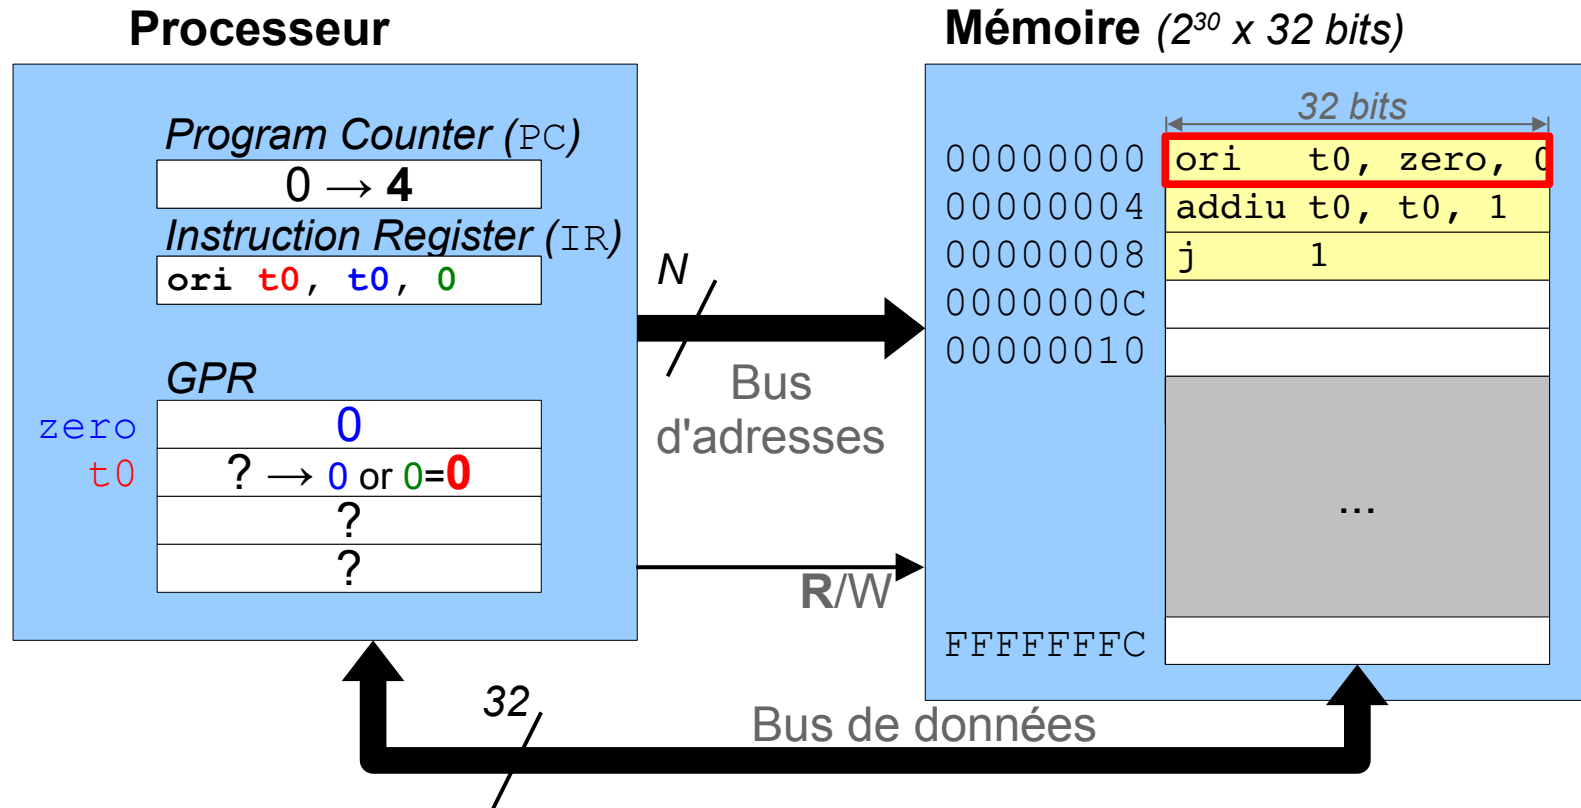 Processeur
Program Counter (PC)
0 → 4
Instruction Register (IR)
ori t0, t0, 0
GPR
zero 0
t0 ? → 0 or 0=0
?
?
N
Bus
d'adresses
R/W
32
Bus de données
Mémoire (2³⁰ x 32 bits)
32 bits
00000000 ori t0, zero, 0
00000004 addiu t0, t0, 1
00000008 j 1
0000000C
00000010
...
FFFFFFFC